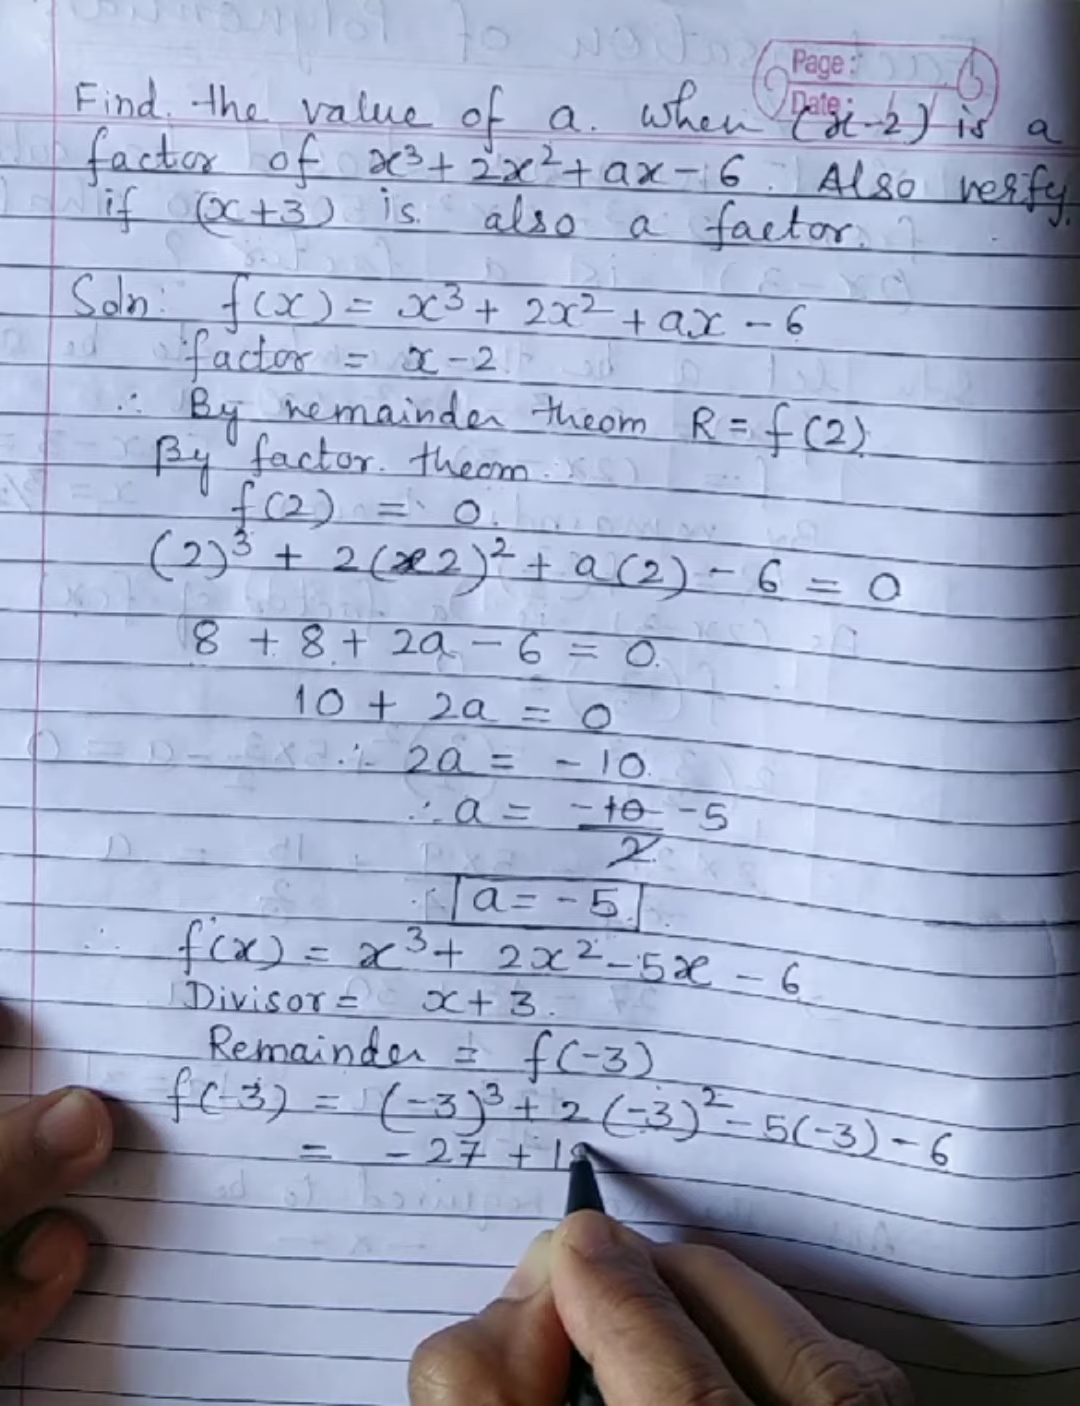 Page:
Date:
Find the value of a. when (x-2) is a
factor of x³ + 2x² + ax - 6. Also verify
if (x+3) is also a factor.
Soln: f(x) = x³ + 2x² + ax - 6
factor = x - 2
∴ By remainder theom R = f(2)
By factor theom
f(2) = 0.
(2)³ + 2(2)² + a(2) - 6 = 0
8 + 8 + 2a - 6 = 0.
10 + 2a = 0
∴ 2a = -10.
∴ a = -10/2 -5
a = -5
∴ f(x) = x³ + 2x² - 5x - 6
Divisor = x + 3.
Remainder = f(-3)
f(-3) = (-3)³ + 2(-3)² - 5(-3) - 6
= -27 + 1